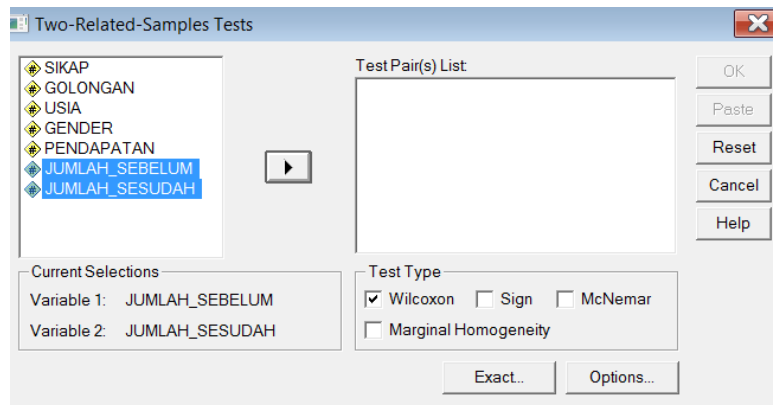 Two-Related-Samples Tests
SIKAP
GOLONGAN
USIA
GENDER
PENDAPATAN
JUMLAH_SEBELUM
JUMLAH_SESUDAH
Test Pair(s) List:
OK
Paste
Reset
Cancel
Help
Current Selections
Variable 1: JUMLAH_SEBELUM
Variable 2: JUMLAH_SESUDAH
Test Type
Wilcoxon Sign McNemar
Marginal Homogeneity
Exact... Options...